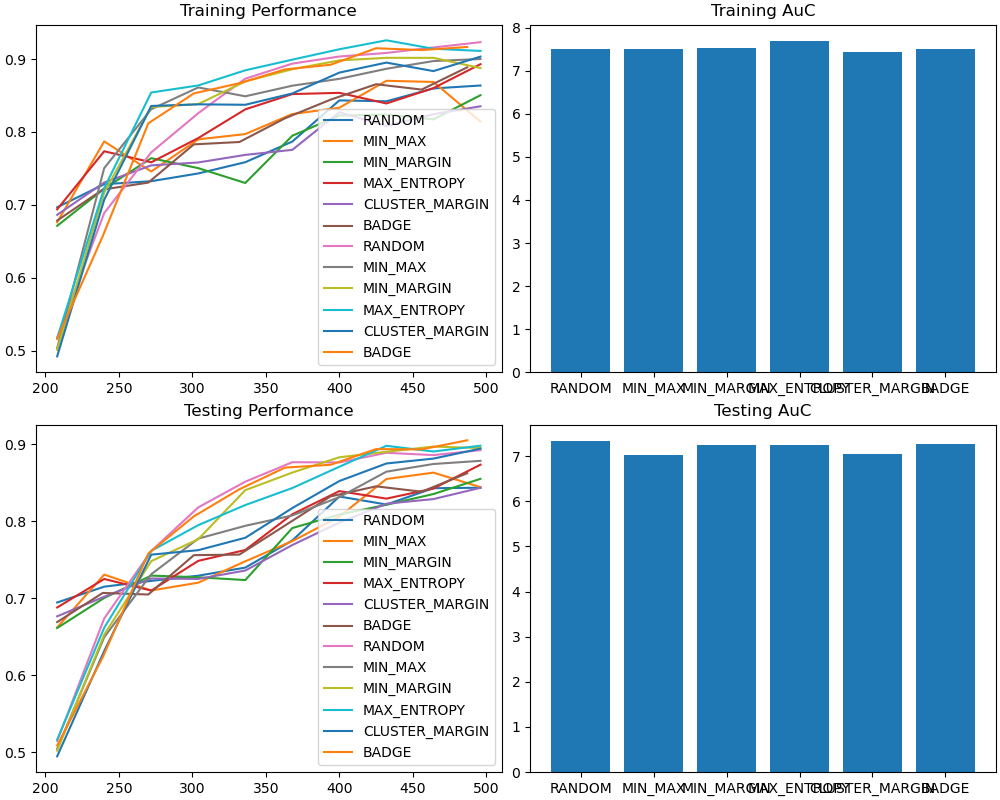 Training Performance
0.9
0.8
0.7
0.6
0.5
200 250 300 350 400 450 500
RANDOM
MIN_MAX
MIN_MARGIN
MAX_ENTROPY
CLUSTER_MARGIN
BADGE
RANDOM
MIN_MAX
MIN_MARGIN
MAX_ENTROPY
CLUSTER_MARGIN
BADGE
Training AuC
8
7
6
5
4
3
2
1
0
RANDOM MIN_MAX MIN_MARGIN MAX_ENTROPY CLUSTER_MARGIN BADGE
Testing Performance
0.9
0.8
0.7
0.6
0.5
200 250 300 350 400 450 500
RANDOM
MIN_MAX
MIN_MARGIN
MAX_ENTROPY
CLUSTER_MARGIN
BADGE
RANDOM
MIN_MAX
MIN_MARGIN
MAX_ENTROPY
CLUSTER_MARGIN
BADGE
Testing AuC
7
6
5
4
3
2
1
0
RANDOM MIN_MAX MIN_MARGIN MAX_ENTROPY CLUSTER_MARGIN BADGE